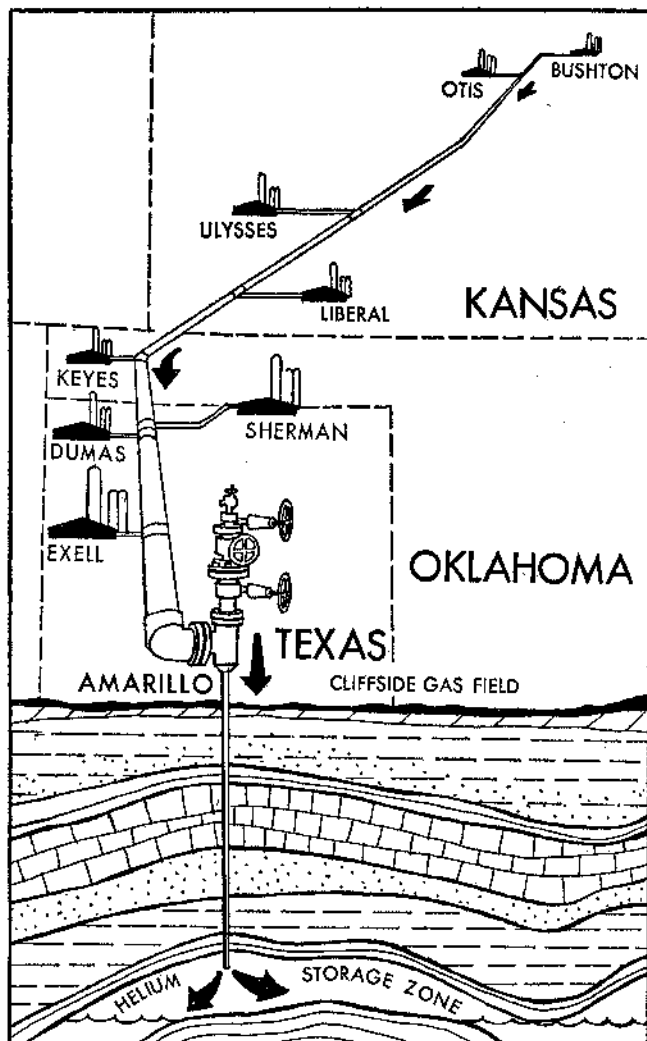 BUSHTON
OTIS
ULYSSES
LIBERAL
KANSAS
KEYES
SHERMAN
DUMAS
EXELL
OKLAHOMA
TEXAS
AMARILLO
CLIFFSIDE GAS FIELD
HELIUM STORAGE ZONE